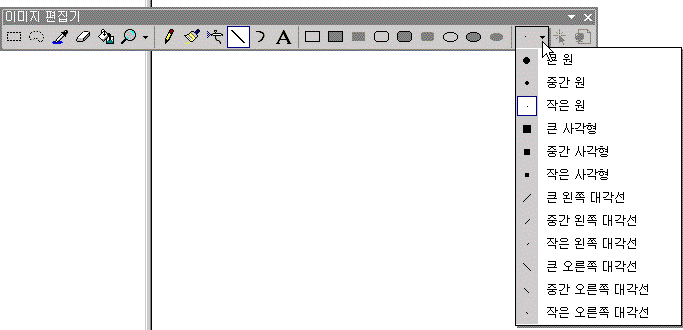 이미지 편집기
A
큰 원
중간 원
작은 원
큰 사각형
중간 사각형
작은 사각형
큰 왼쪽 대각선
중간 왼쪽 대각선
작은 왼쪽 대각선
큰 오른쪽 대각선
중간 오른쪽 대각선
작은 오른쪽 대각선